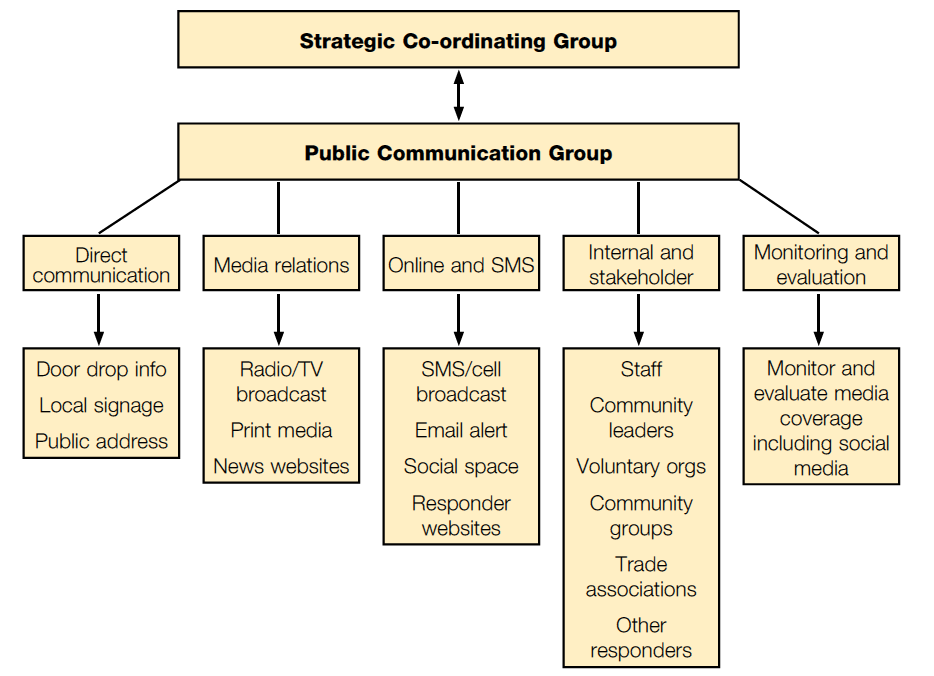 Strategic Co-ordinating Group
Public Communication Group
Direct
communication
Media relations
Online and SMS
Internal and
stakeholder
Monitoring and
evaluation
Door drop info
Local signage
Public address
Radio/TV
broadcast
Print media
News websites
SMS/cell
broadcast
Email alert
Social space
Responder
websites
Staff
Community
leaders
Voluntary orgs
Community
groups
Trade
associations
Other
responders
Monitor and
evaluate media
coverage
including social
media